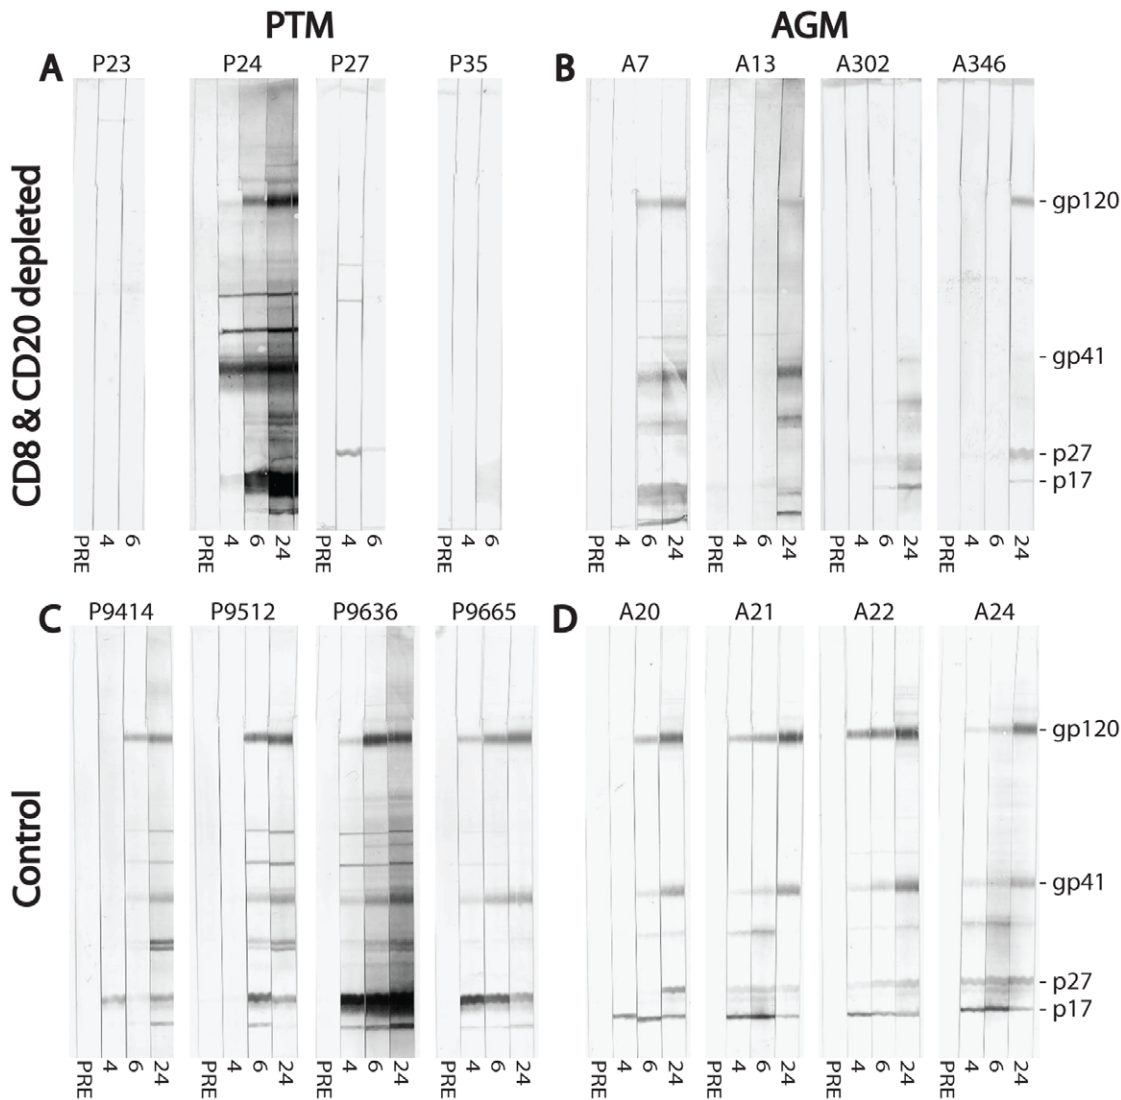 PTM AGM
A P23 P24 P27 P35 B A7 A13 A302 A346
CD8 & CD20 depleted
- gp120
- gp41
- p27
- p17
PRE 4 6 PRE 4 6 24 PRE 4 6 PRE 4 6 PRE 4 6 24 PRE 4 6 24 PRE 4 6 24 PRE 4 6 24
C P9414 P9512 P9636 P9665 D A20 A21 A22 A24
Control
- gp120
- gp41
- p27
- p17
PRE 4 6 24 PRE 4 6 24 PRE 4 6 24 PRE 4 6 24 PRE 4 6 24 PRE 4 6 24 PRE 4 6 24 PRE 4 6 24